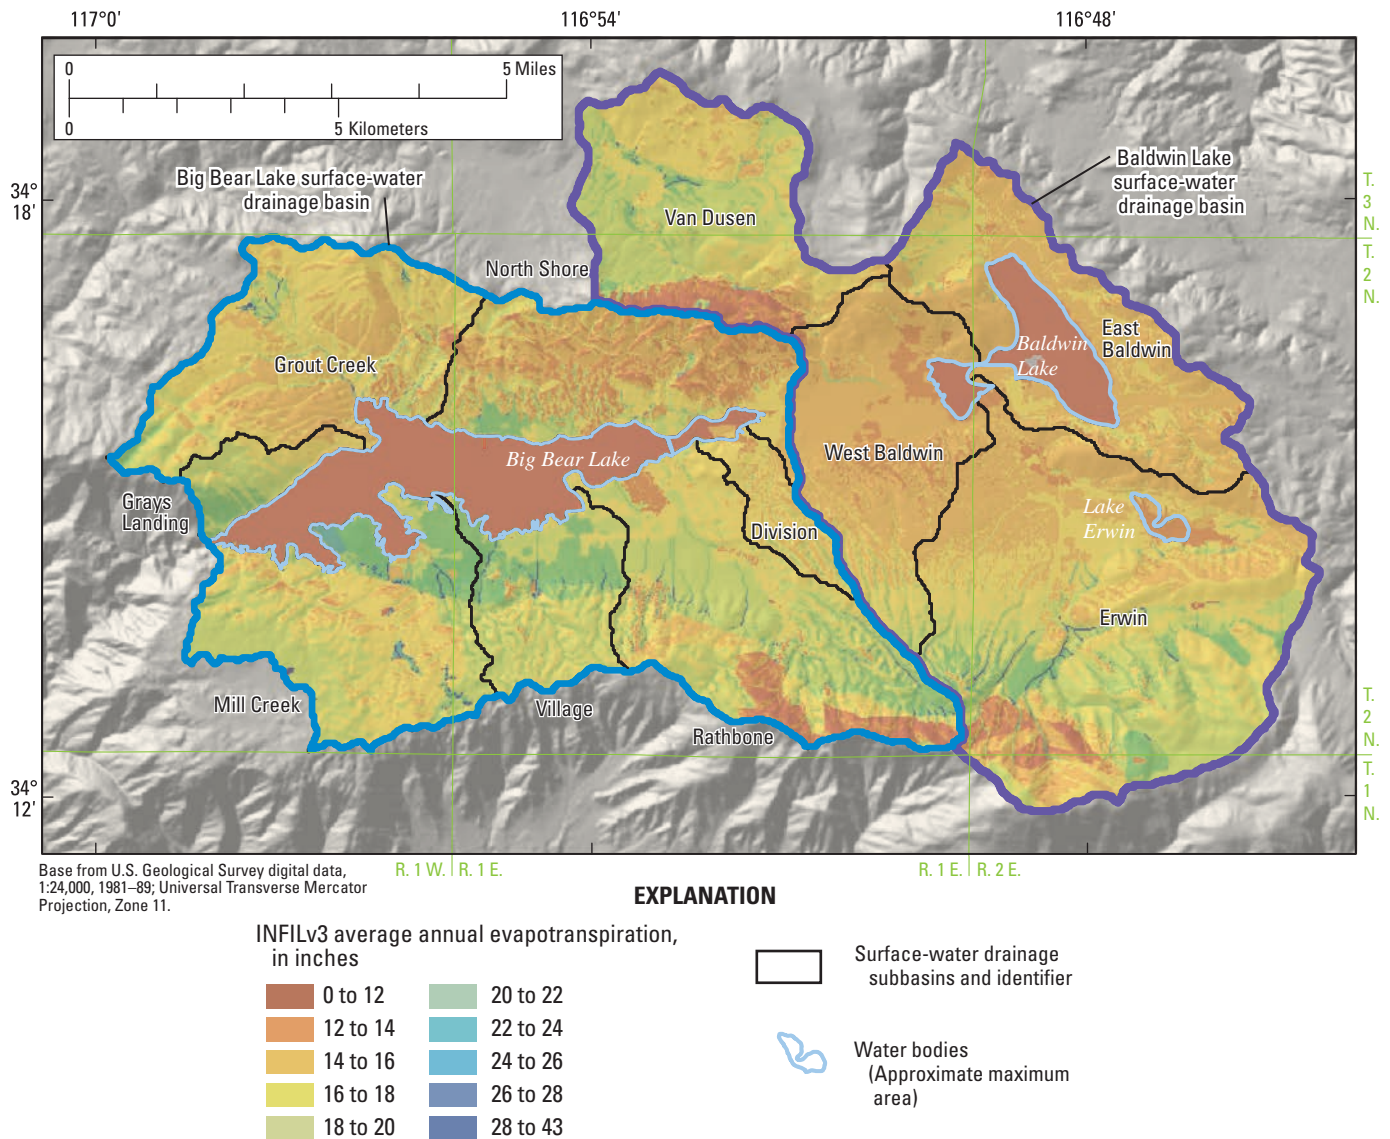 117°0'
116°54'
116°48'
0
5 Miles
0
5 Kilometers
Big Bear Lake surface-water
drainage basin
Baldwin Lake
surface-water
drainage basin
34°
18'
T.
3
N.
T.
2
N.
Van Dusen
North Shore
Grout Creek
East
Baldwin
Baldwin
Lake
Big Bear Lake
West Baldwin
Grays
Landing
Lake
Erwin
Division
Erwin
Mill Creek
Village
Rathbone
T.
2
N.
T.
1
N.
34°
12'
Base from U.S. Geological Survey digital data,
1:24,000, 1981–89; Universal Transverse Mercator
Projection, Zone 11.
R. 1 W.
R. 1 E.
R. 1 E.
R. 2 E.
EXPLANATION
INFILv3 average annual evapotranspiration,
in inches
0 to 12
12 to 14
14 to 16
16 to 18
18 to 20
20 to 22
22 to 24
24 to 26
26 to 28
28 to 43
Surface-water drainage
subbasins and identifier
Water bodies
(Approximate maximum
area)